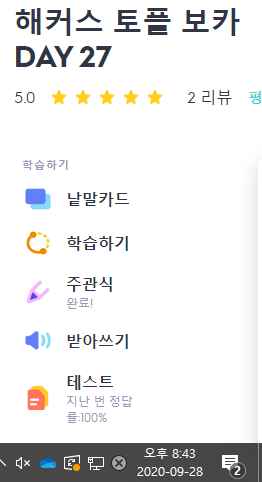 해커스 토플 보카
DAY 27
5.0 2 리뷰 평
학습하기
낱말카드
학습하기
주관식
완료!
받아쓰기
테스트
지난 번 정답
률:100%
오후 8:43
2020-09-28
2